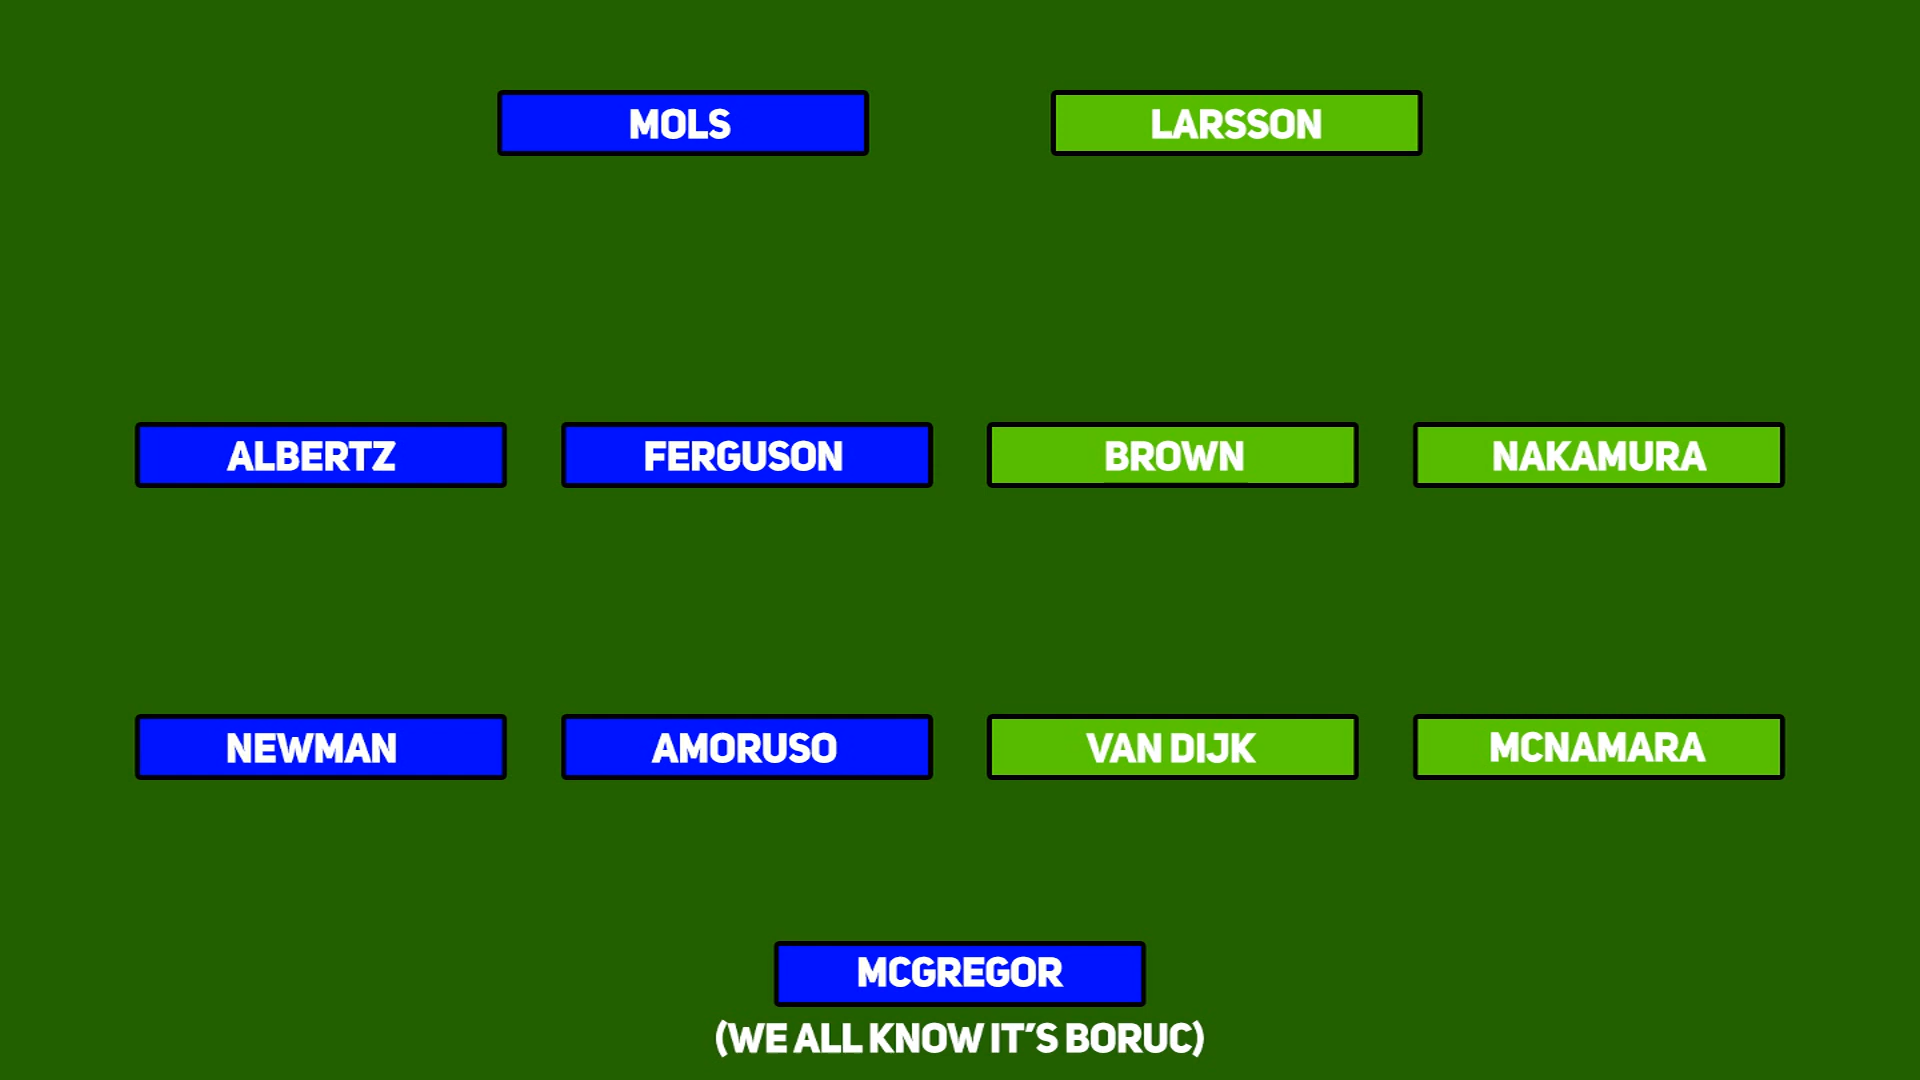 MOLS
LARSSON
ALBERTZ
FERGUSON
BROWN
NAKAMURA
NEWMAN
AMORUSO
VAN DIJK
MCNAMARA
MCGREGOR
(WE ALL KNOW IT'S BORUC)